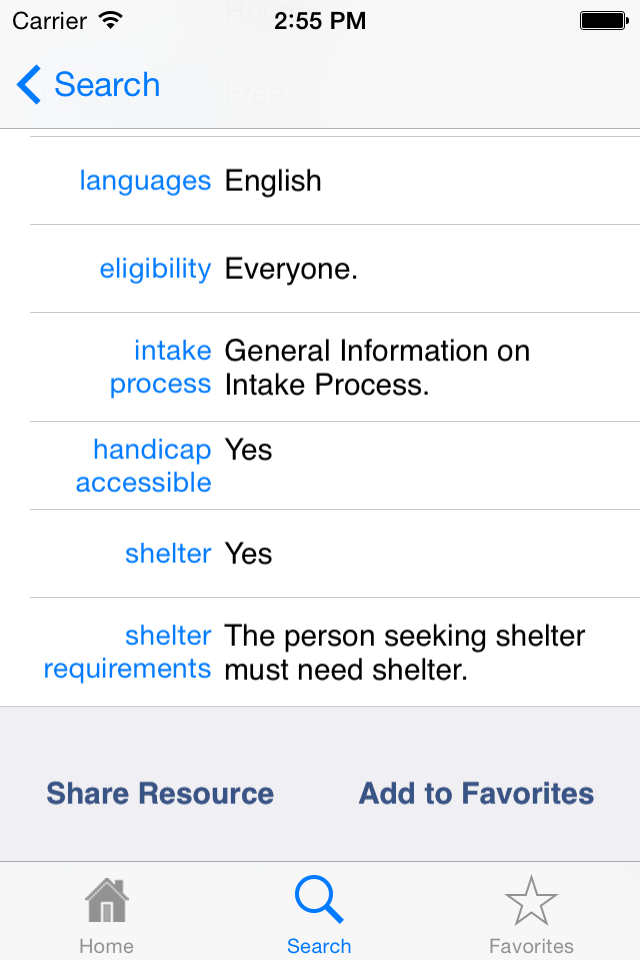 Carrier 2:55 PM
Search
Free.
languages English
eligibility Everyone.
intake General Information on
process Intake Process.
handicap Yes
accessible
shelter Yes
shelter The person seeking shelter
requirements must need shelter.
Share Resource Add to Favorites
Home Search Favorites